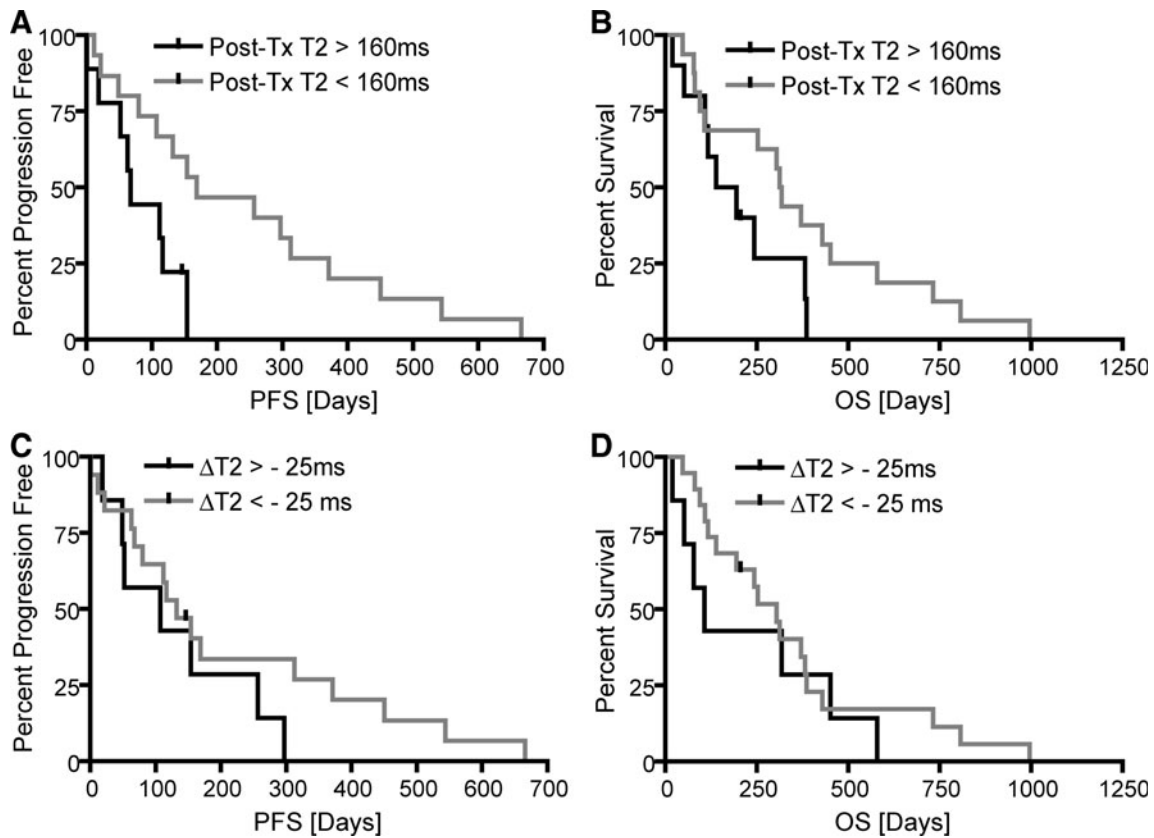 A
Post-Tx T2 > 160ms
Post-Tx T2 < 160ms
Percent Progression Free
100
75
50
25
0
0 100 200 300 400 500 600 700
PFS [Days]
B
Post-Tx T2 > 160ms
Post-Tx T2 < 160ms
Percent Survival
100
75
50
25
0
0 250 500 750 1000 1250
OS [Days]
C
ΔT2 > - 25ms
ΔT2 < - 25 ms
Percent Progression Free
100
75
50
25
0
0 100 200 300 400 500 600 700
PFS [Days]
D
ΔT2 > - 25ms
ΔT2 < - 25 ms
Percent Survival
100
75
50
25
0
0 250 500 750 1000 1250
OS [Days]